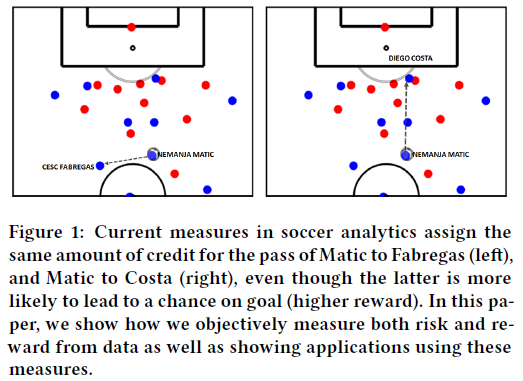 DIEGO COSTA
CESC FABREGAS
NEMANJA MATIC
NEMANJA MATIC
Figure 1: Current measures in soccer analytics assign the
same amount of credit for the pass of Matic to Fabregas (left),
and Matic to Costa (right), even though the latter is more
likely to lead to a chance on goal (higher reward). In this pa-
per, we show how we objectively measure both risk and re-
ward from data as well as showing applications using these
measures.